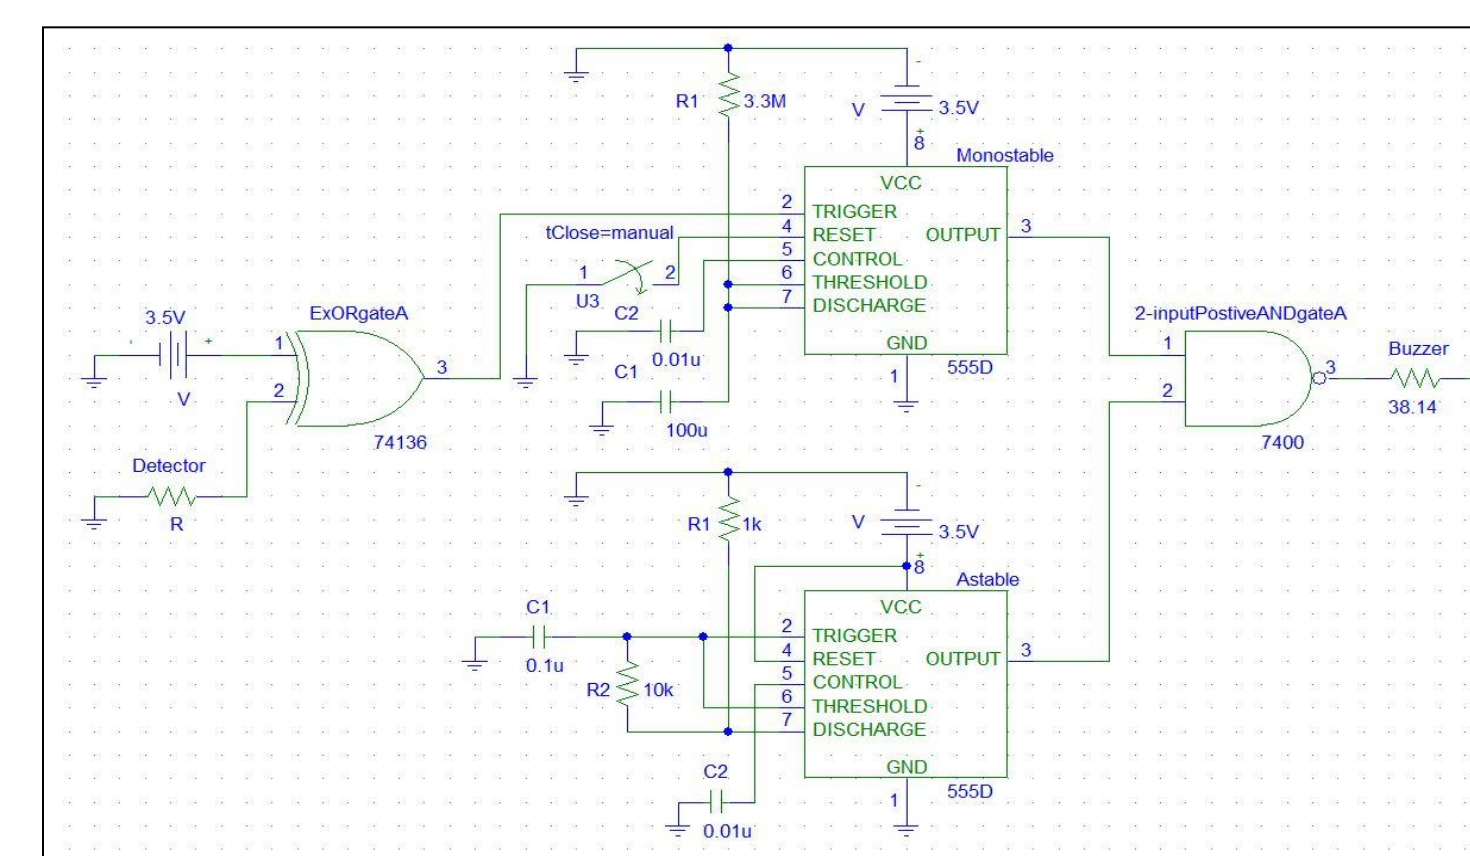 R1 3.3M
-
V 3.5V
+
8
Monostable
VCC
2 TRIGGER
tClose=manual
4 RESET OUTPUT 3
5 CONTROL
1 2
6 THRESHOLD
U3
7 DISCHARGE
C2
0.01u
GND
1
555D
C1
100u
3.5V
- +
V
ExORgateA
1
2
3
74136
Detector
R
2-inputPostiveANDgateA
1
2
3
7400
Buzzer
38.14
R1 1k
-
V 3.5V
+
8
Astable
VCC
C1
0.1u
2 TRIGGER
4 RESET OUTPUT 3
R2 10k
5 CONTROL
6 THRESHOLD
7 DISCHARGE
C2
0.01u
GND
1
555D